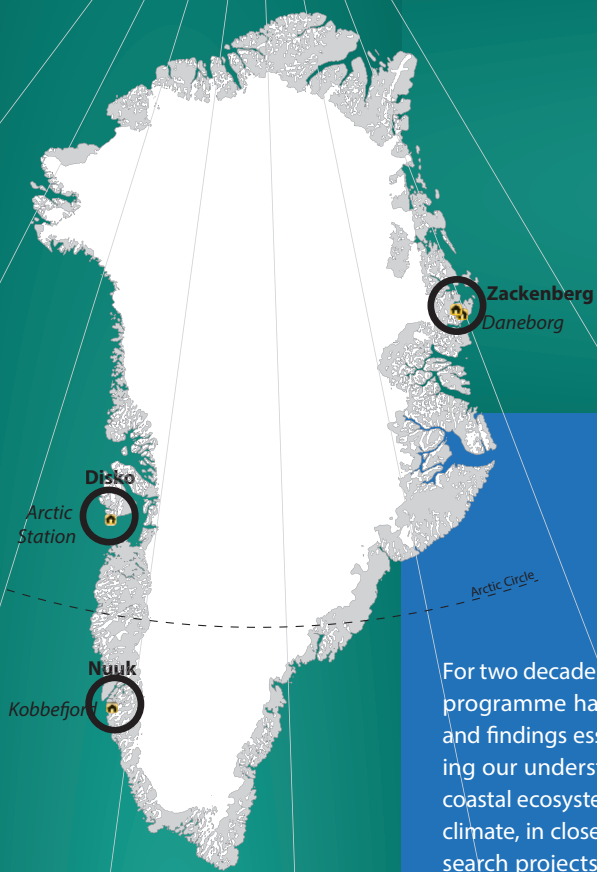 Zackenberg
Daneborg
Disko
Arctic
Station
Arctic Circle
Nuuk
Kobbefjord
For two decade
programme ha
and findings ess
ing our underst
coastal ecosyste
climate, in close
search projects